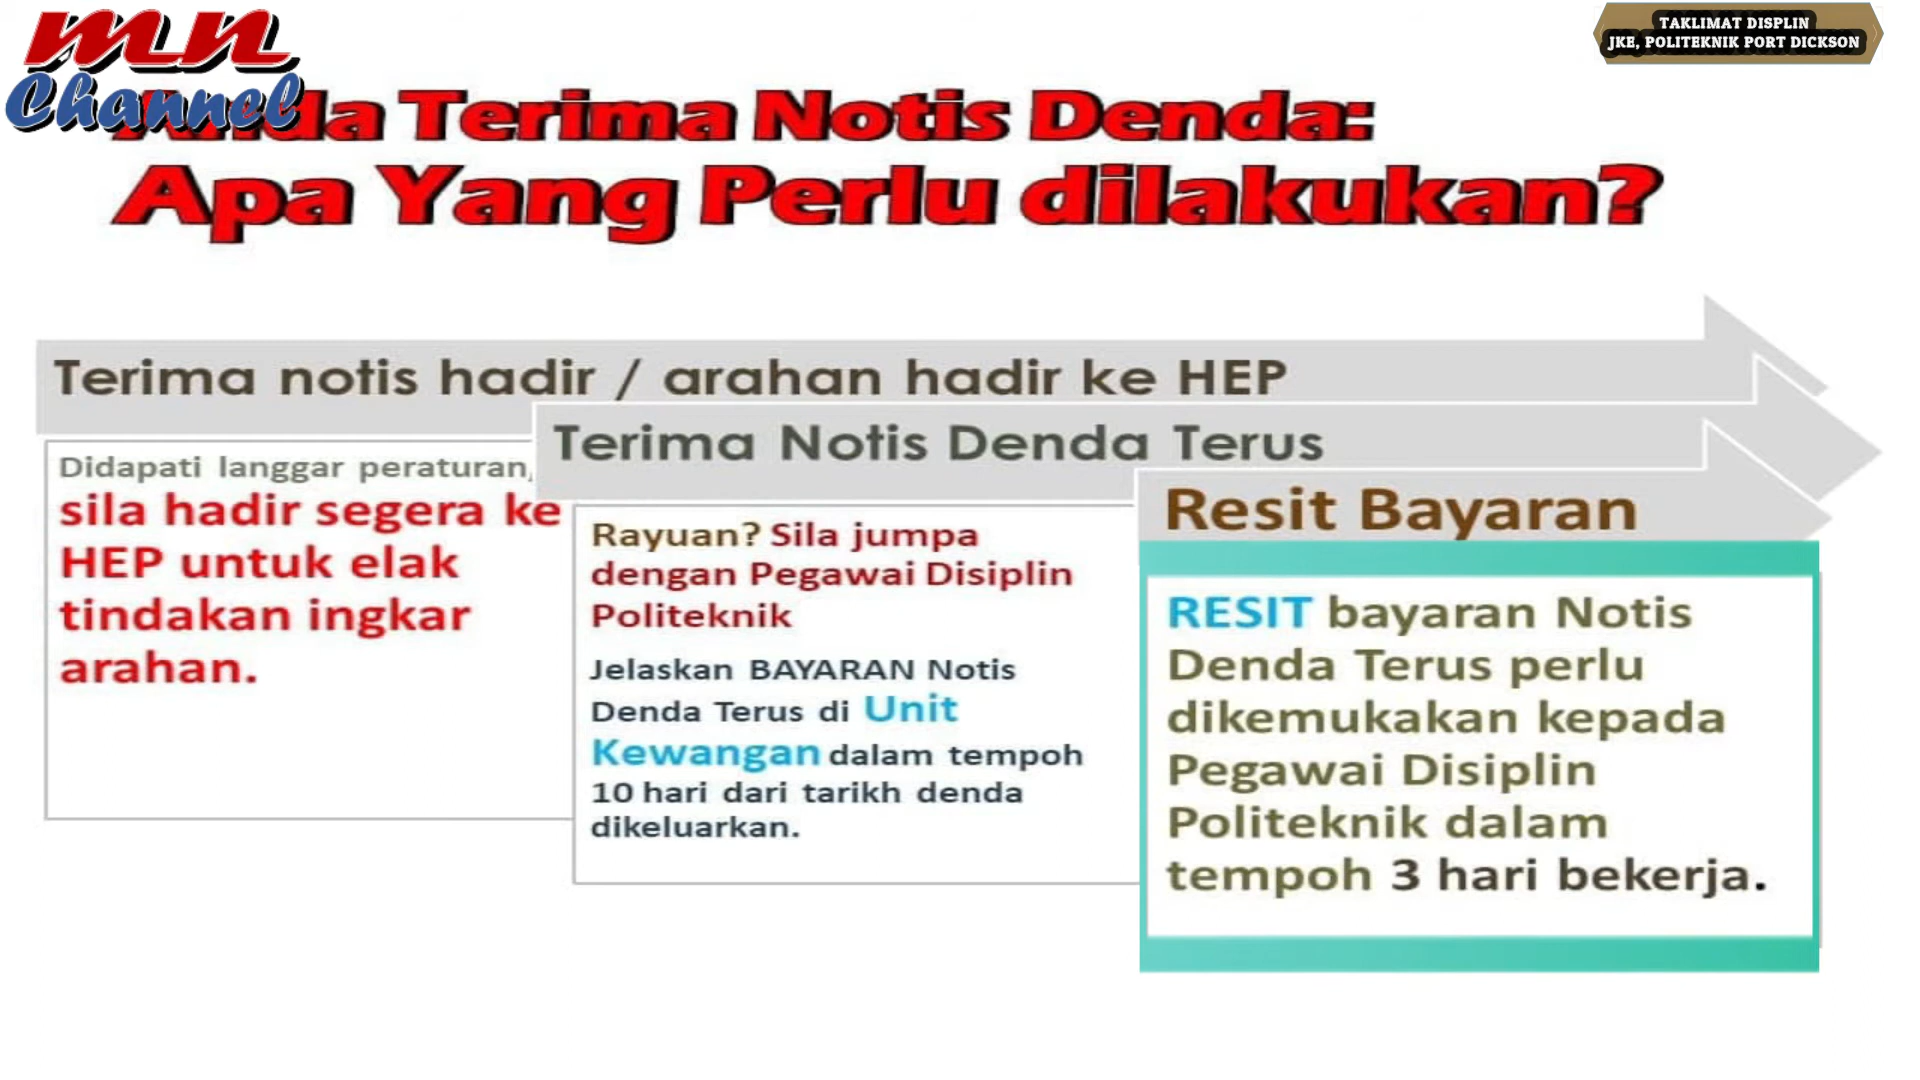 mn
Channel
TAKLIMAT DISPLIN
JKE, POLITEKNIK PORT DICKSON
Terima Notis Denda:
Apa Yang Perlu dilakukan?
Terima notis hadir / arahan hadir ke HEP
Didapati langgar peraturan,
sila hadir segera ke
HEP untuk elak
tindakan ingkar
arahan.
Terima Notis Denda Terus
Rayuan? Sila jumpa
dengan Pegawai Disiplin
Politeknik
Jelaskan BAYARAN Notis
Denda Terus di Unit
Kewangan dalam tempoh
10 hari dari tarikh denda
dikeluarkan.
Resit Bayaran
RESIT bayaran Notis
Denda Terus perlu
dikemukakan kepada
Pegawai Disiplin
Politeknik dalam
tempoh 3 hari bekerja.